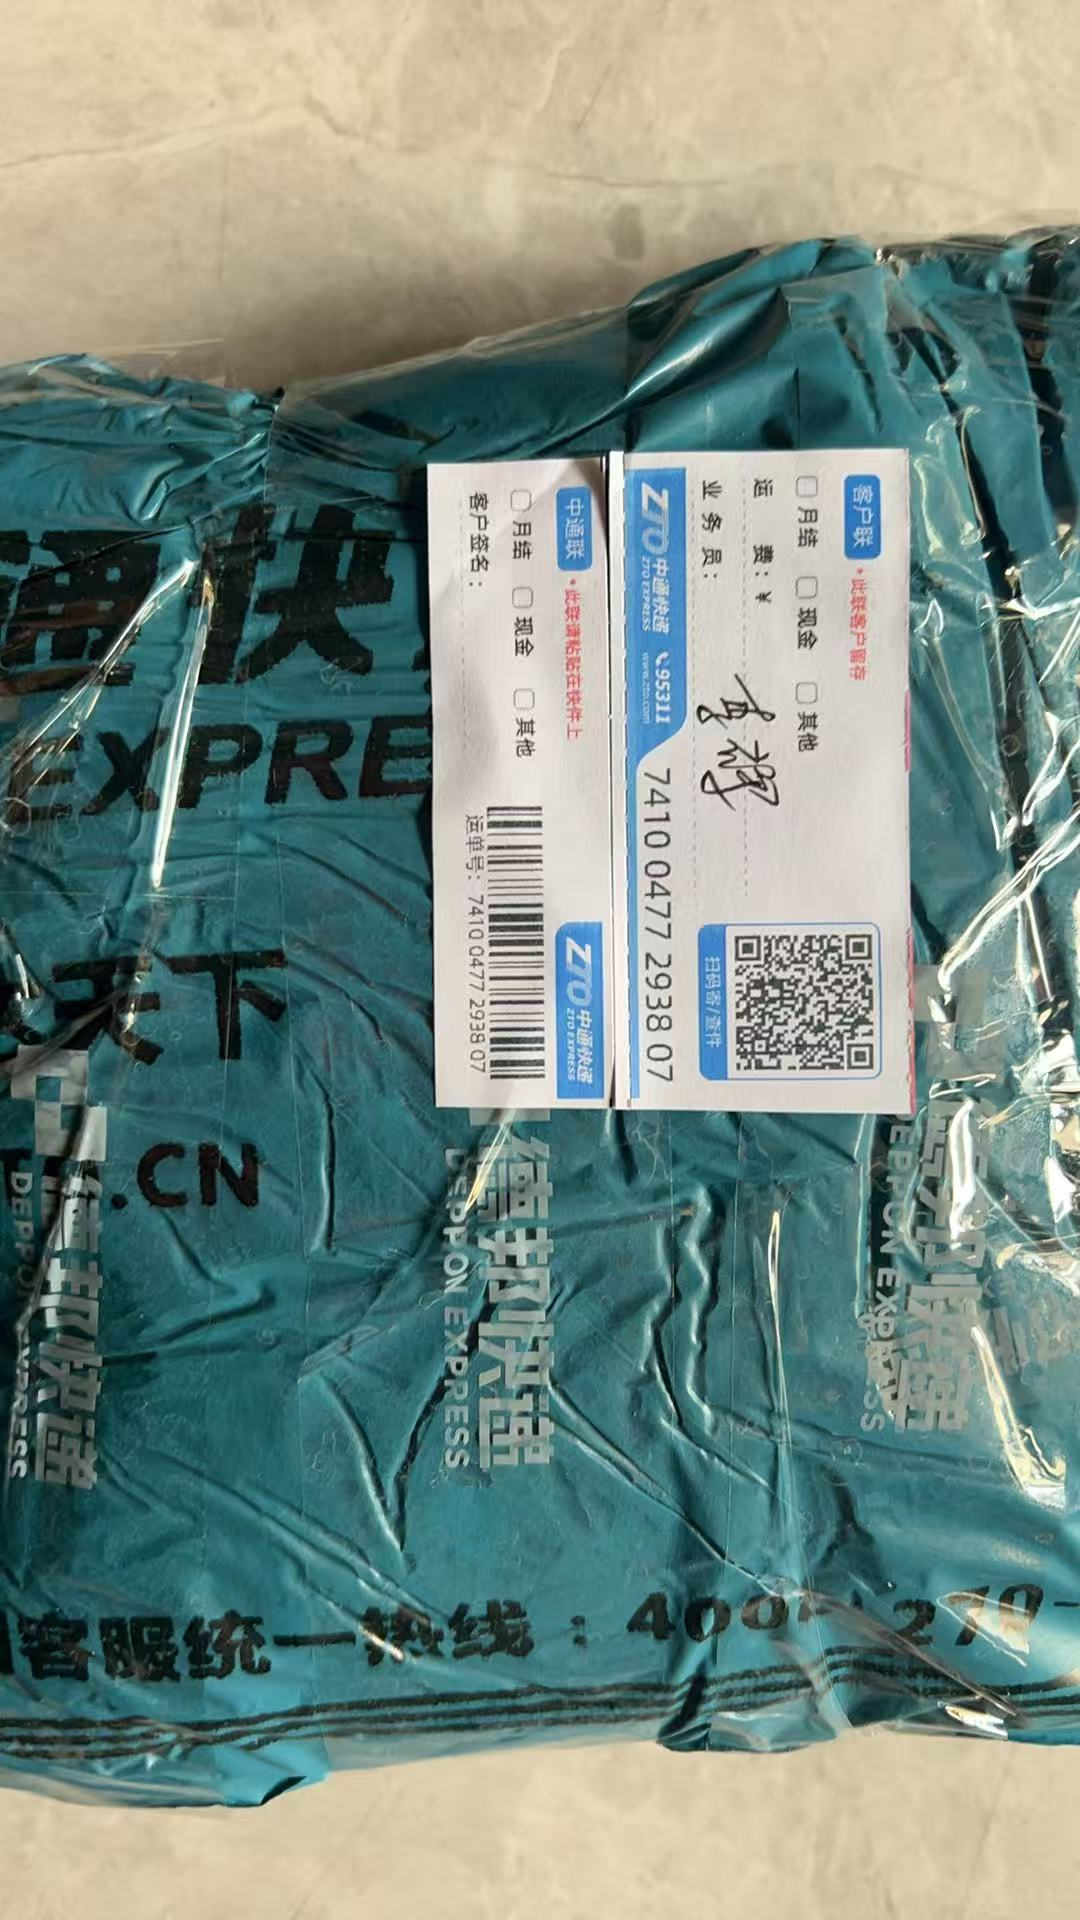 客户联 *此联客户留存
月结 现金 其他
运 费：￥
业 务 员：
ZTO 中通快递
ZTO EXPRESS
95311
www.zto.com
7410 0477 2938 07
扫码寄/查件
中通联 *此联请粘贴在快件上
月结 现金 其他
客户签名：
运单号：7410 0477 2938 07
ZTO 中通快递
ZTO EXPRESS
通快
EXPRE
天下
.CN
德邦快递
DEPPON EXPRESS
德邦快递
DEPPON EXPRESS
德邦快递
DEPPON EXPRESS
客服统一热线：400